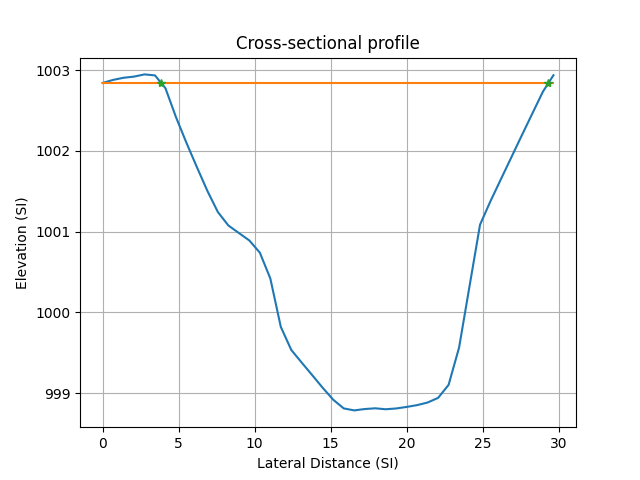 Cross-sectional profile
1003
1002
1001
1000
999
Elevation (SI)
0 5 10 15 20 25 30
Lateral Distance (SI)